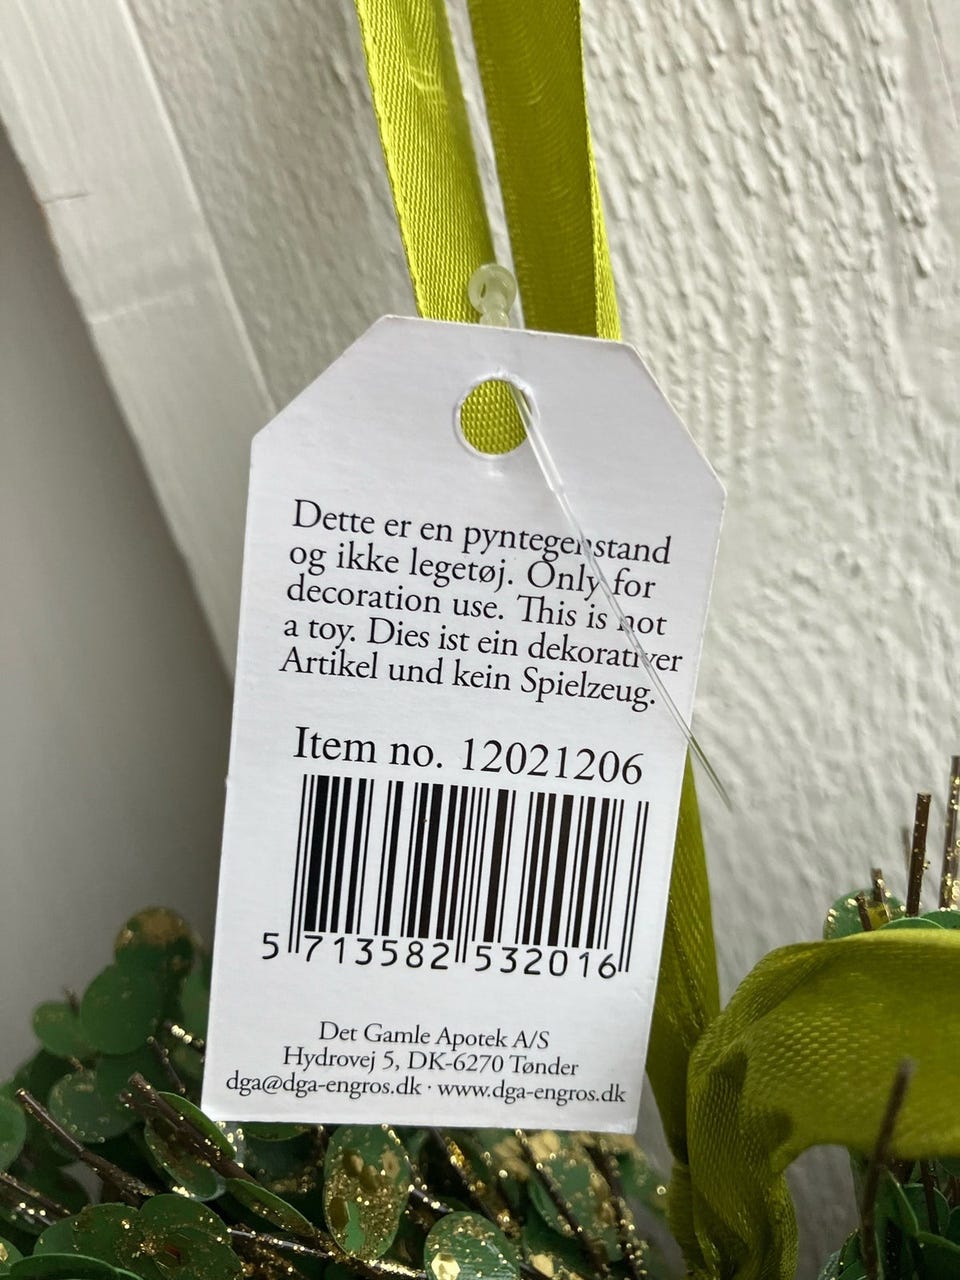 Dette er en pyntegenstand
og ikke legetøj. Only for
decoration use. This is not
a toy. Dies ist ein dekorativer
Artikel und kein Spielzeug.
Item no. 12021206
5 713582 532016
Det Gamle Apotek A/S
Hydrovej 5, DK-6270 Tønder
dga@dga-engros.dk · www.dga-engros.dk